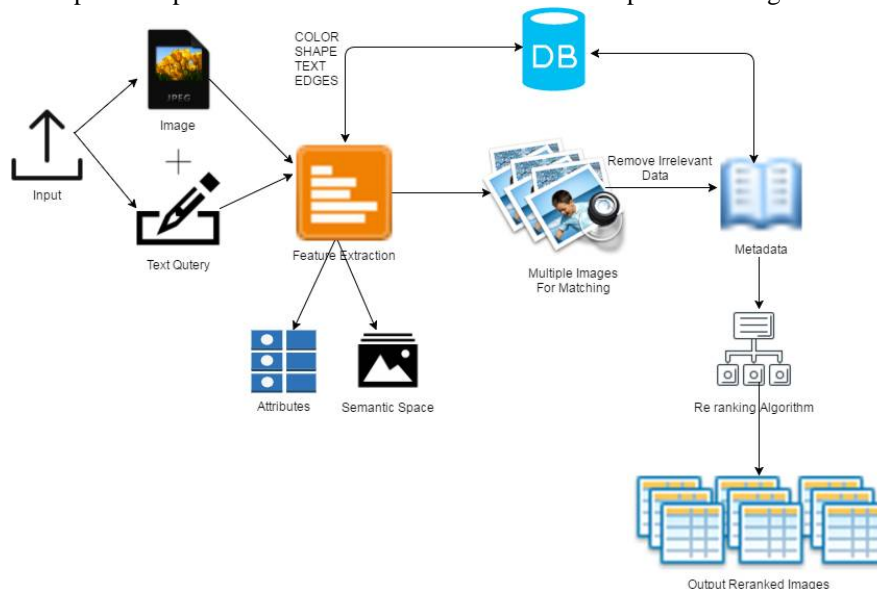 COLOR
SHAPE
TEXT
EDGES
DB
JPEG
Image
Input
Text Qutery
Feature Extraction
Remove Irrelevant
Data
Multiple Images
For Matching
Metadata
Attributes
Semantic Space
Re ranking Algorithm
Output Reranked Images